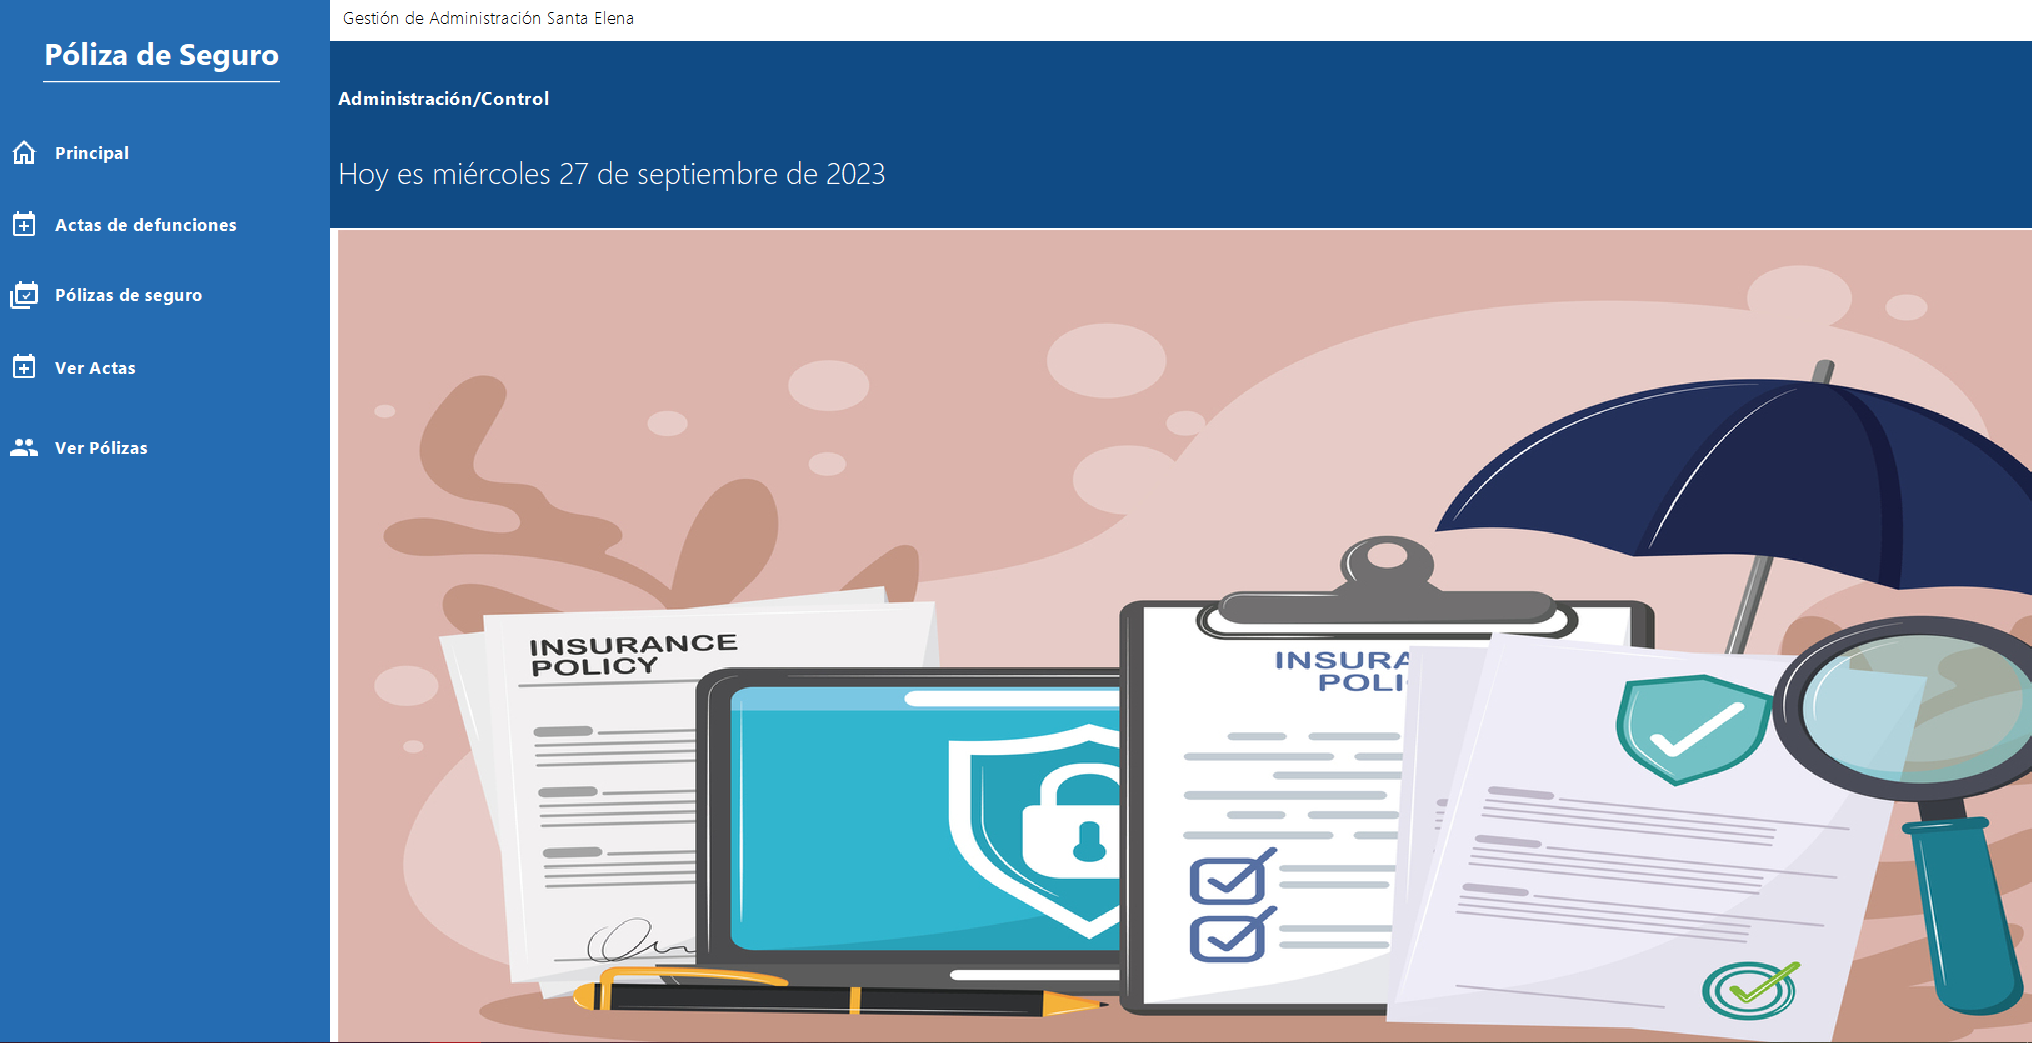 Gestión de Administración Santa Elena
Póliza de Seguro
Administración/Control
Principal
Hoy es miércoles 27 de septiembre de 2023
Actas de defunciones
Pólizas de seguro
Ver Actas
Ver Pólizas
INSURANCE
POLICY
INSURA
POLI